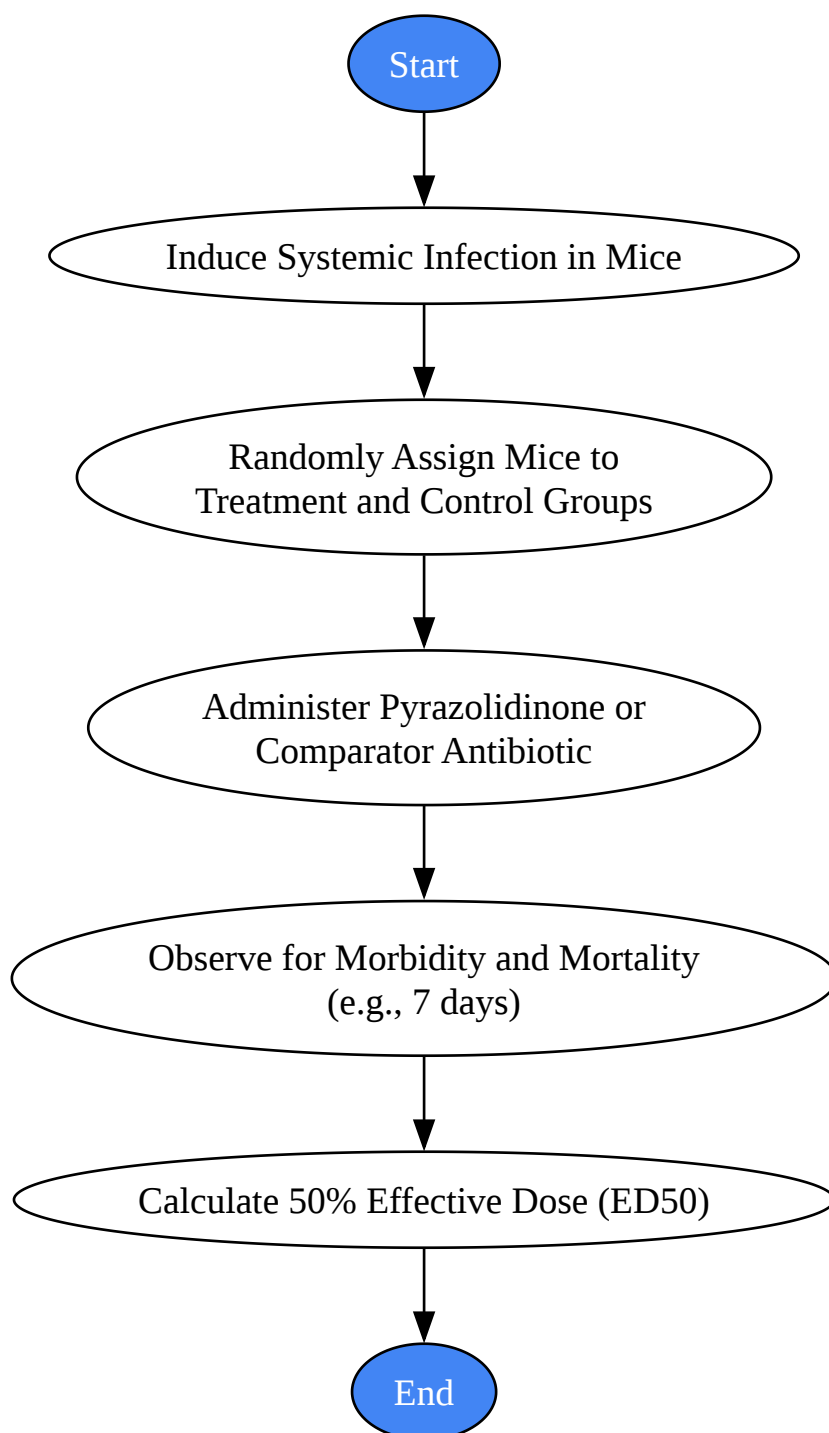 Start
Induce Systemic Infection in Mice
Randomly Assign Mice to
Treatment and Control Groups
Administer Pyrazolidinone or
Comparator Antibiotic
Observe for Morbidity and Mortality
(e.g., 7 days)
Calculate 50% Effective Dose (ED50)
End